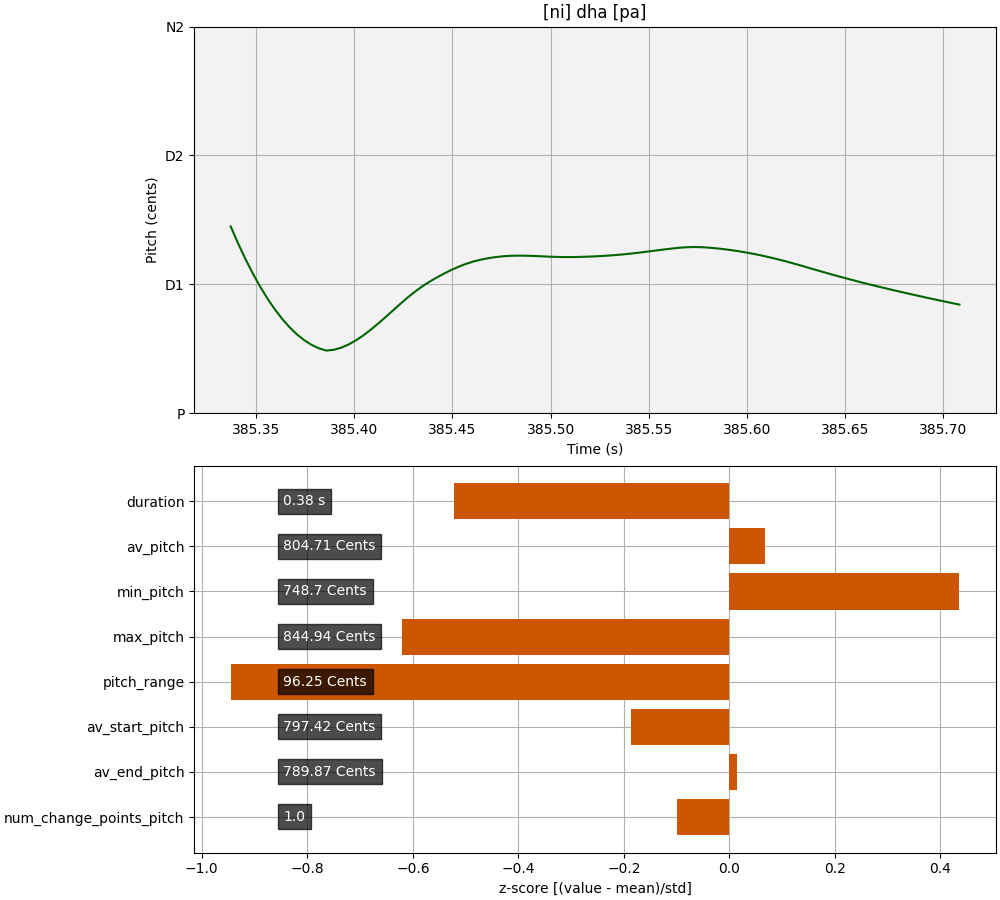 [ni] dha [pa]
N2
D2
D1
P
Pitch (cents)
385.35 385.40 385.45 385.50 385.55 385.60 385.65 385.70
Time (s)
duration 0.38 s
av_pitch 804.71 Cents
min_pitch 748.7 Cents
max_pitch 844.94 Cents
pitch_range 96.25 Cents
av_start_pitch 797.42 Cents
av_end_pitch 789.87 Cents
num_change_points_pitch 1.0
−1.0 −0.8 −0.6 −0.4 −0.2 0.0 0.2 0.4
z-score [(value - mean)/std]